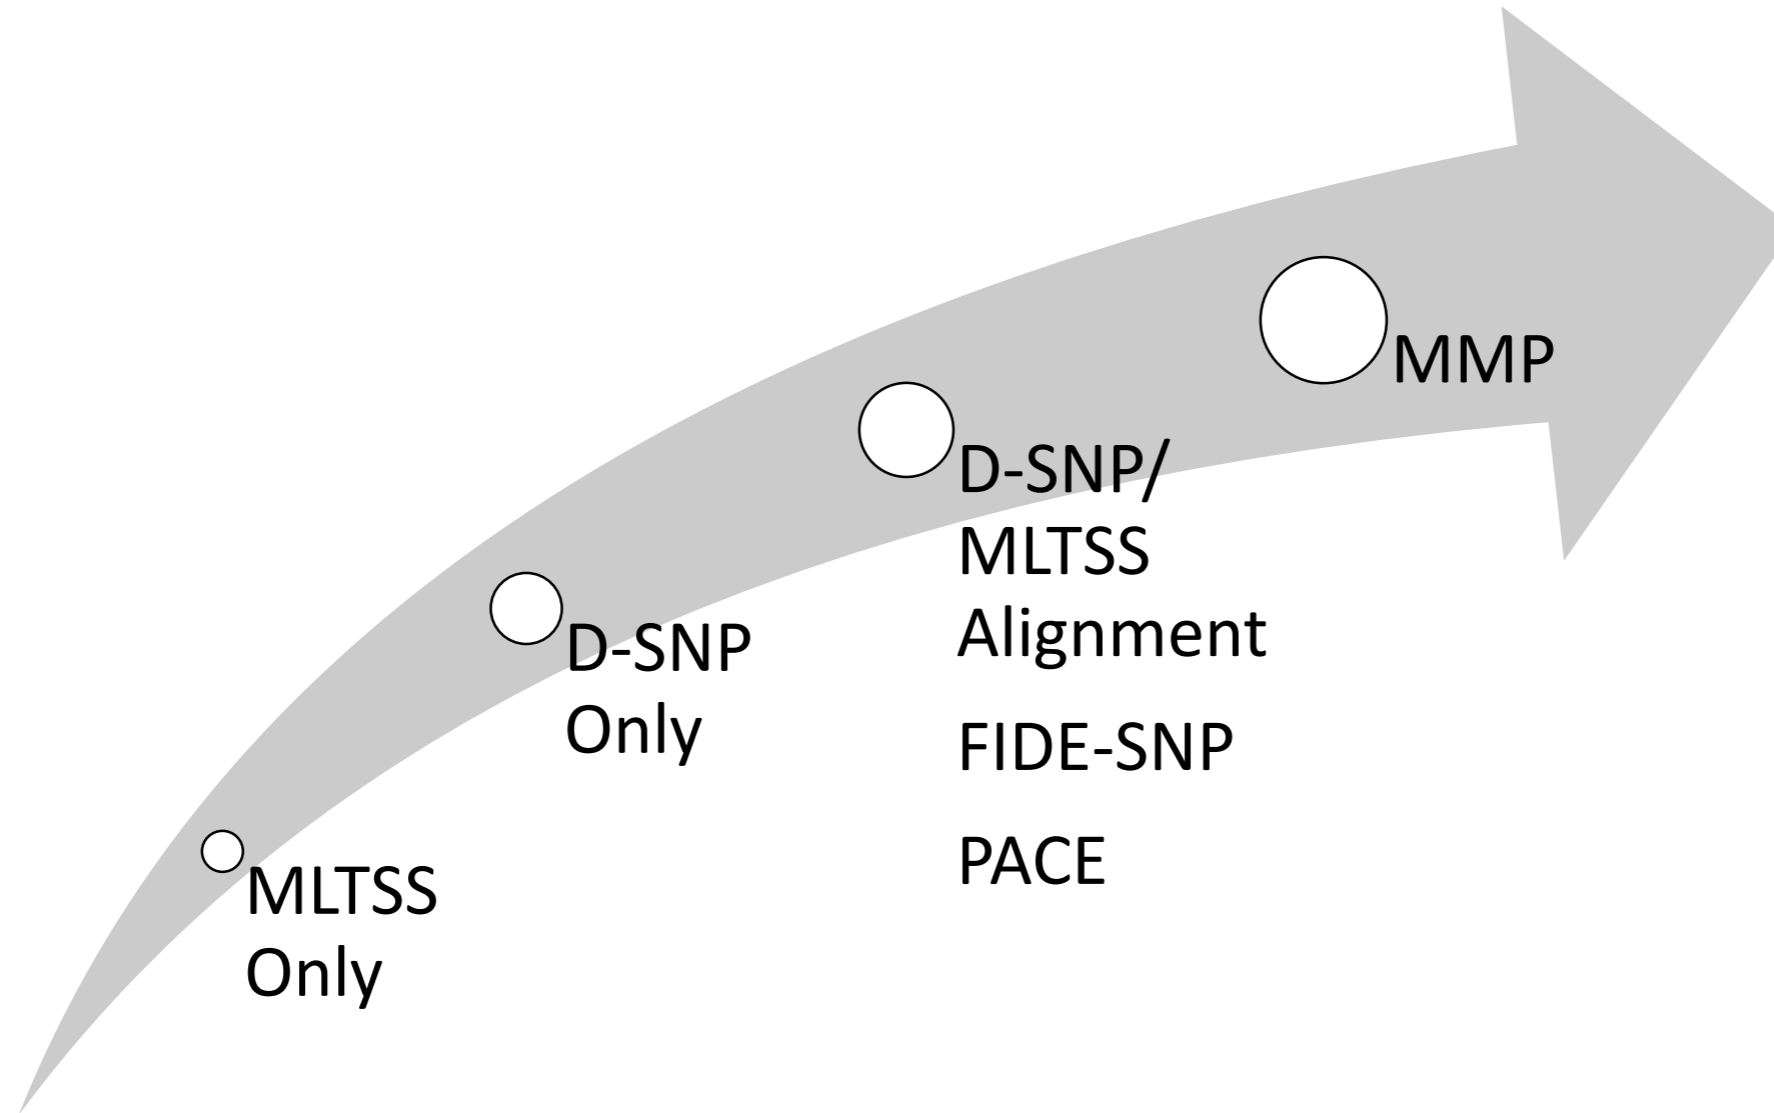 MMP
D-SNP/
MLTSS
Alignment
FIDE-SNP
PACE
D-SNP
Only
MLTSS
Only